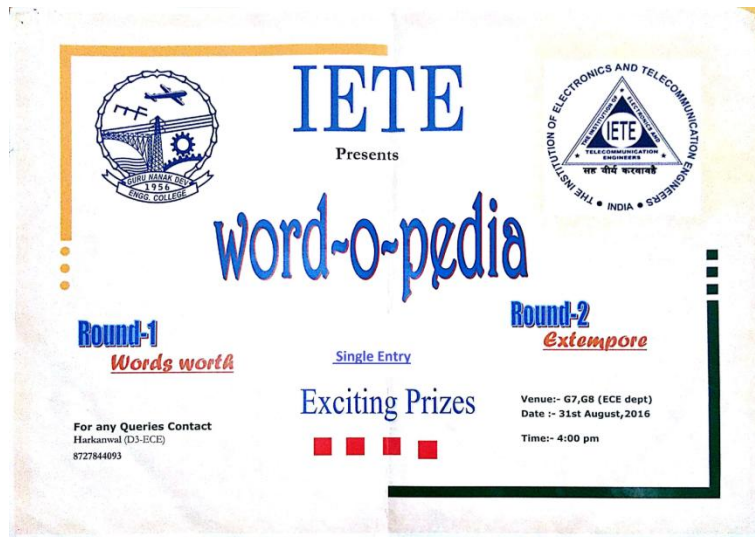 IETE
Presents
word~o~pedia
GURU NANAK DEV
1956
ENGG. COLLEGE
THE INSTITUTION OF ELECTRONICS AND TELECOMMUNICATION ENGINEERS
INDIA
THE INSTITUTION OF ELECTRONICS AND
IETE
TELECOMMUNICATION
ENGINEERS
सह वीर्यं करवावहै
Round-1
Words worth
Round-2
Extempore
Single Entry
Exciting Prizes
For any Queries Contact
Harkanwal (D3-ECE)
8727844093
Venue:- G7,G8 (ECE dept)
Date :- 31st August,2016
Time:- 4:00 pm